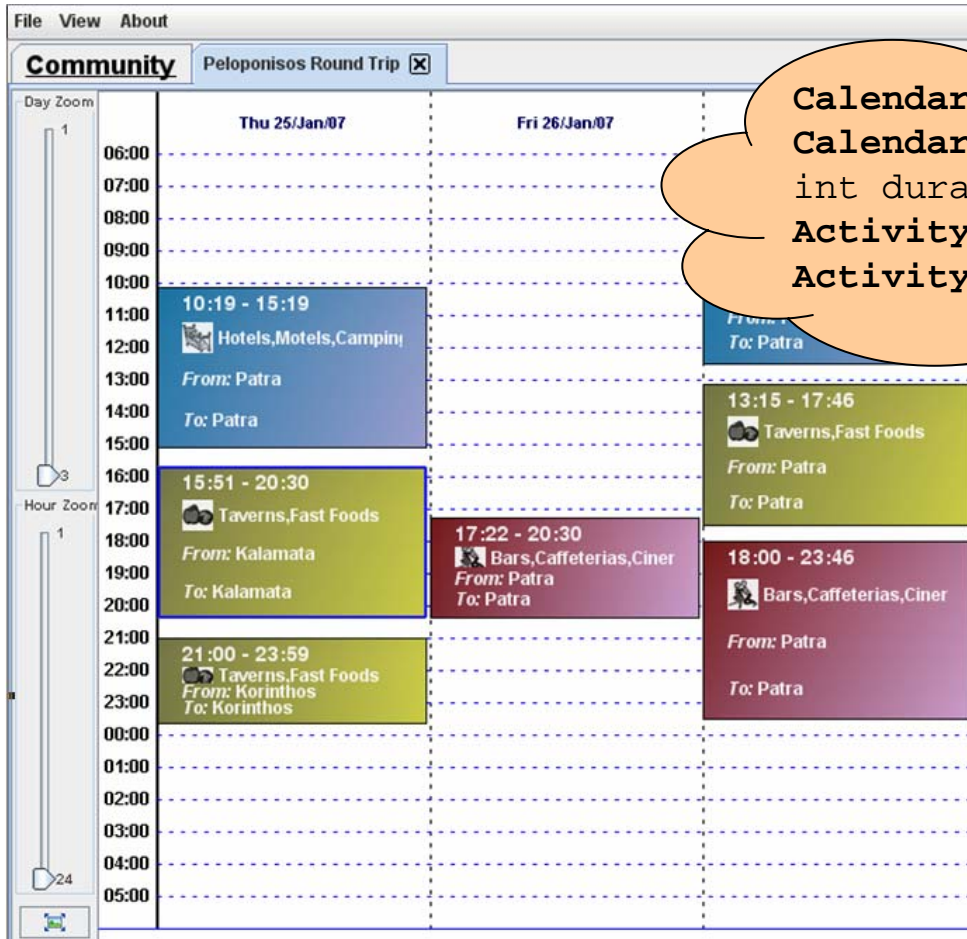 File View About
Community Peloponisos Round Trip
Day Zoom
1
3
Hour Zoom
1
24
Thu 25/Jan/07 Fri 26/Jan/07
06:00
07:00
08:00
09:00
10:00
11:00
12:00
13:00
14:00
15:00
16:00
17:00
18:00
19:00
20:00
21:00
22:00
23:00
00:00
01:00
02:00
03:00
04:00
05:00
10:19 - 15:19
Hotels,Motels,Camping
From: Patra
To: Patra
15:51 - 20:30
Taverns,Fast Foods
From: Kalamata
To: Kalamata
21:00 - 23:59
Taverns,Fast Foods
From: Korinthos
To: Korinthos
17:22 - 20:30
Bars,Caffeterias,Ciner
From: Patra
To: Patra
Calendar
Calendar
int dura
Activity
Activity
From:
To: Patra
13:15 - 17:46
Taverns,Fast Foods
From: Patra
To: Patra
18:00 - 23:46
Bars,Caffeterias,Ciner
From: Patra
To: Patra